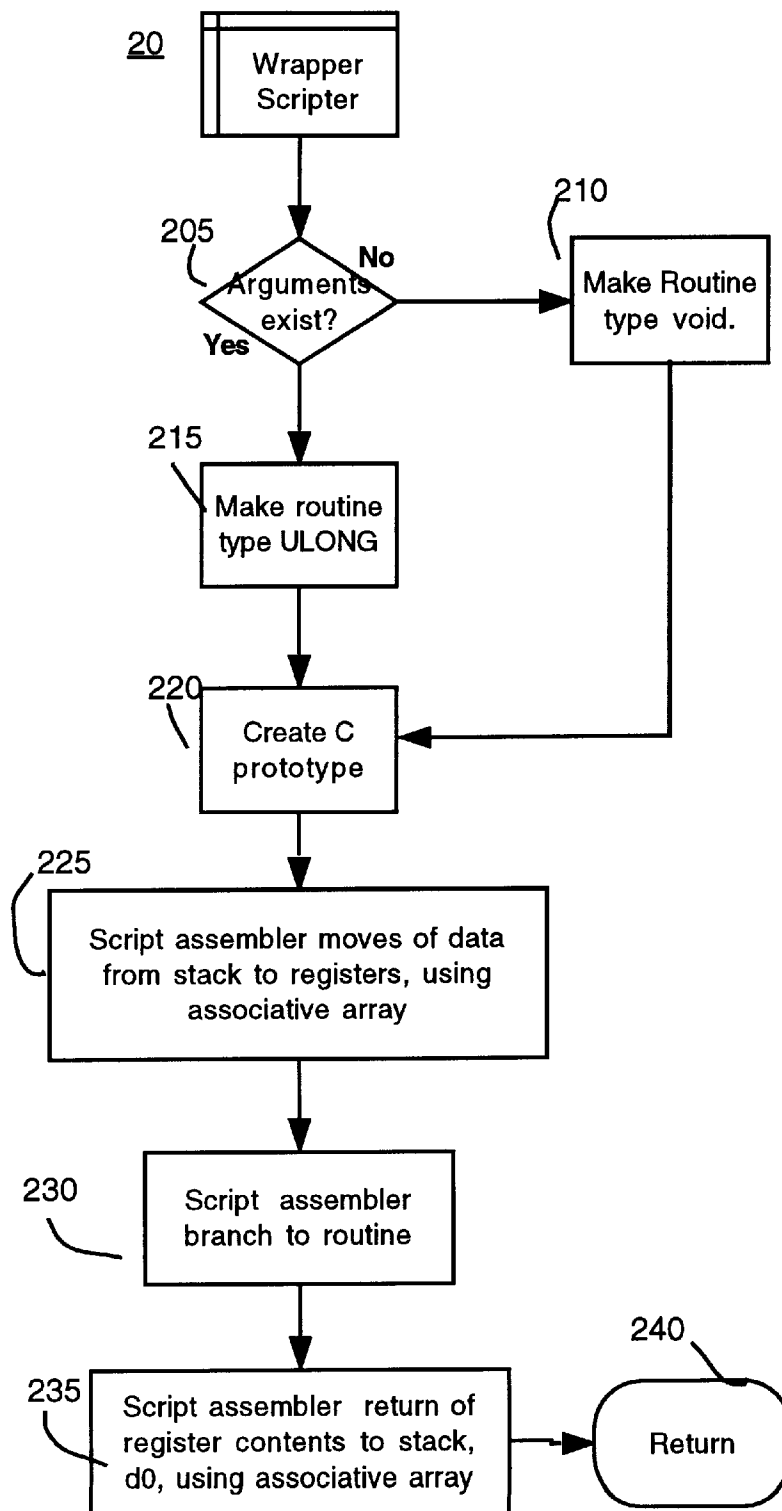 20
Wrapper
Scripter
205
Arguments
exist?
No
Yes
210
Make Routine
type void.
215
Make routine
type ULONG
220
Create C
prototype
225
Script assembler moves of data
from stack to registers, using
associative array
230
Script assembler
branch to routine
235
Script assembler return of
register contents to stack,
d0, using associative array
240
Return